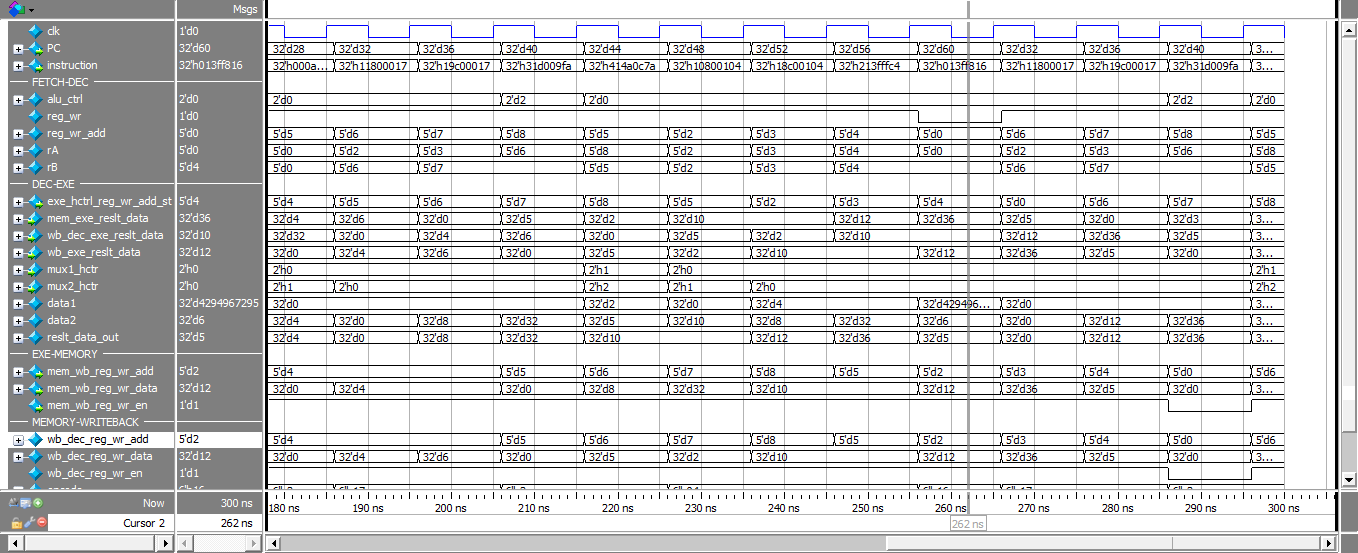 Msgs
clk 1'd0
PC 32'd60 32'd28 32'd32 32'd36 32'd40 32'd44 32'd48 32'd52 32'd56 32'd60 32'd32 32'd36 32'd40 3...
instruction 32'h013ff816 32'h000a... 32'h11800017 32'h19c00017 32'h31d009fa 32'h414a0c7a 32'h10800104 32'h18c00104 32'h213fffc4 32'h013ff816 32'h11800017 32'h19c00017 32'h31d009fa 3...
FETCH-DEC
alu_ctrl 2'd0 2'd0 2'd2 2'd0 2'd2 2'd0
reg_wr 1'd0
reg_wr_add 5'd0 5'd5 5'd6 5'd7 5'd8 5'd5 5'd2 5'd3 5'd4 5'd0 5'd6 5'd7 5'd8 5'd5
rA 5'd0 5'd0 5'd2 5'd3 5'd6 5'd8 5'd2 5'd3 5'd4 5'd0 5'd2 5'd3 5'd6 5'd8
rB 5'd4 5'd0 5'd6 5'd7 5'd5 5'd2 5'd3 5'd4 5'd6 5'd7 5'd5
DEC-EXE
exe_hctrl_reg_wr_add_st 5'd4 5'd4 5'd5 5'd6 5'd7 5'd8 5'd5 5'd2 5'd3 5'd4 5'd0 5'd6 5'd7 5'd8
mem_exe_reslt_data 32'd36 32'd4 32'd6 32'd0 32'd5 32'd2 32'd10 32'd12 32'd36 32'd5 32'd0 32'd3 3...
wb_dec_exe_reslt_data 32'd10 32'd32 32'd0 32'd4 32'd6 32'd0 32'd5 32'd2 32'd10 32'd12 32'd36 32'd5 3...
wb_exe_reslt_data 32'd12 32'd0 32'd4 32'd6 32'd0 32'd5 32'd2 32'd10 32'd12 32'd36 32'd5 32'd0 3...
mux1_hctr 2'h0 2'h0 2'h1 2'h0 2'h1
mux2_hctr 2'h0 2'h1 2'h0 2'h2 2'h1 2'h0 2'h2
data1 32'd4294967295 32'd0 32'd2 32'd0 32'd4 32'd429496... 32'd0 3...
data2 32'd6 32'd4 32'd0 32'd8 32'd32 32'd5 32'd10 32'd8 32'd32 32'd6 32'd0 32'd12 32'd36 3...
reslt_data_out 32'd5 32'd4 32'd0 32'd8 32'd32 32'd10 32'd12 32'd36 32'd5 32'd0 32'd12 32'd36 3...
EXE-MEMORY
mem_wb_reg_wr_add 5'd2 5'd4 5'd5 5'd6 5'd7 5'd8 5'd5 5'd2 5'd3 5'd4 5'd0 5'd6
mem_wb_reg_wr_data 32'd12 32'd0 32'd4 32'd0 32'd8 32'd32 32'd10 32'd12 32'd36 32'd5 32'd0 3...
mem_wb_reg_wr_en 1'd1
MEMORY-WRITEBACK
wb_dec_reg_wr_add 5'd2 5'd4 5'd5 5'd6 5'd7 5'd8 5'd5 5'd2 5'd3 5'd4 5'd0 5'd6
wb_dec_reg_wr_data 32'd12 32'd0 32'd4 32'd6 32'd0 32'd5 32'd2 32'd10 32'd12 32'd36 32'd5 32'd0 3...
wb_dec_reg_wr_en 1'd1
Now 300 ns 180 ns 190 ns 200 ns 210 ns 220 ns 230 ns 240 ns 250 ns 260 ns 270 ns 280 ns 290 ns 300 ns
Cursor 2 262 ns 262 ns